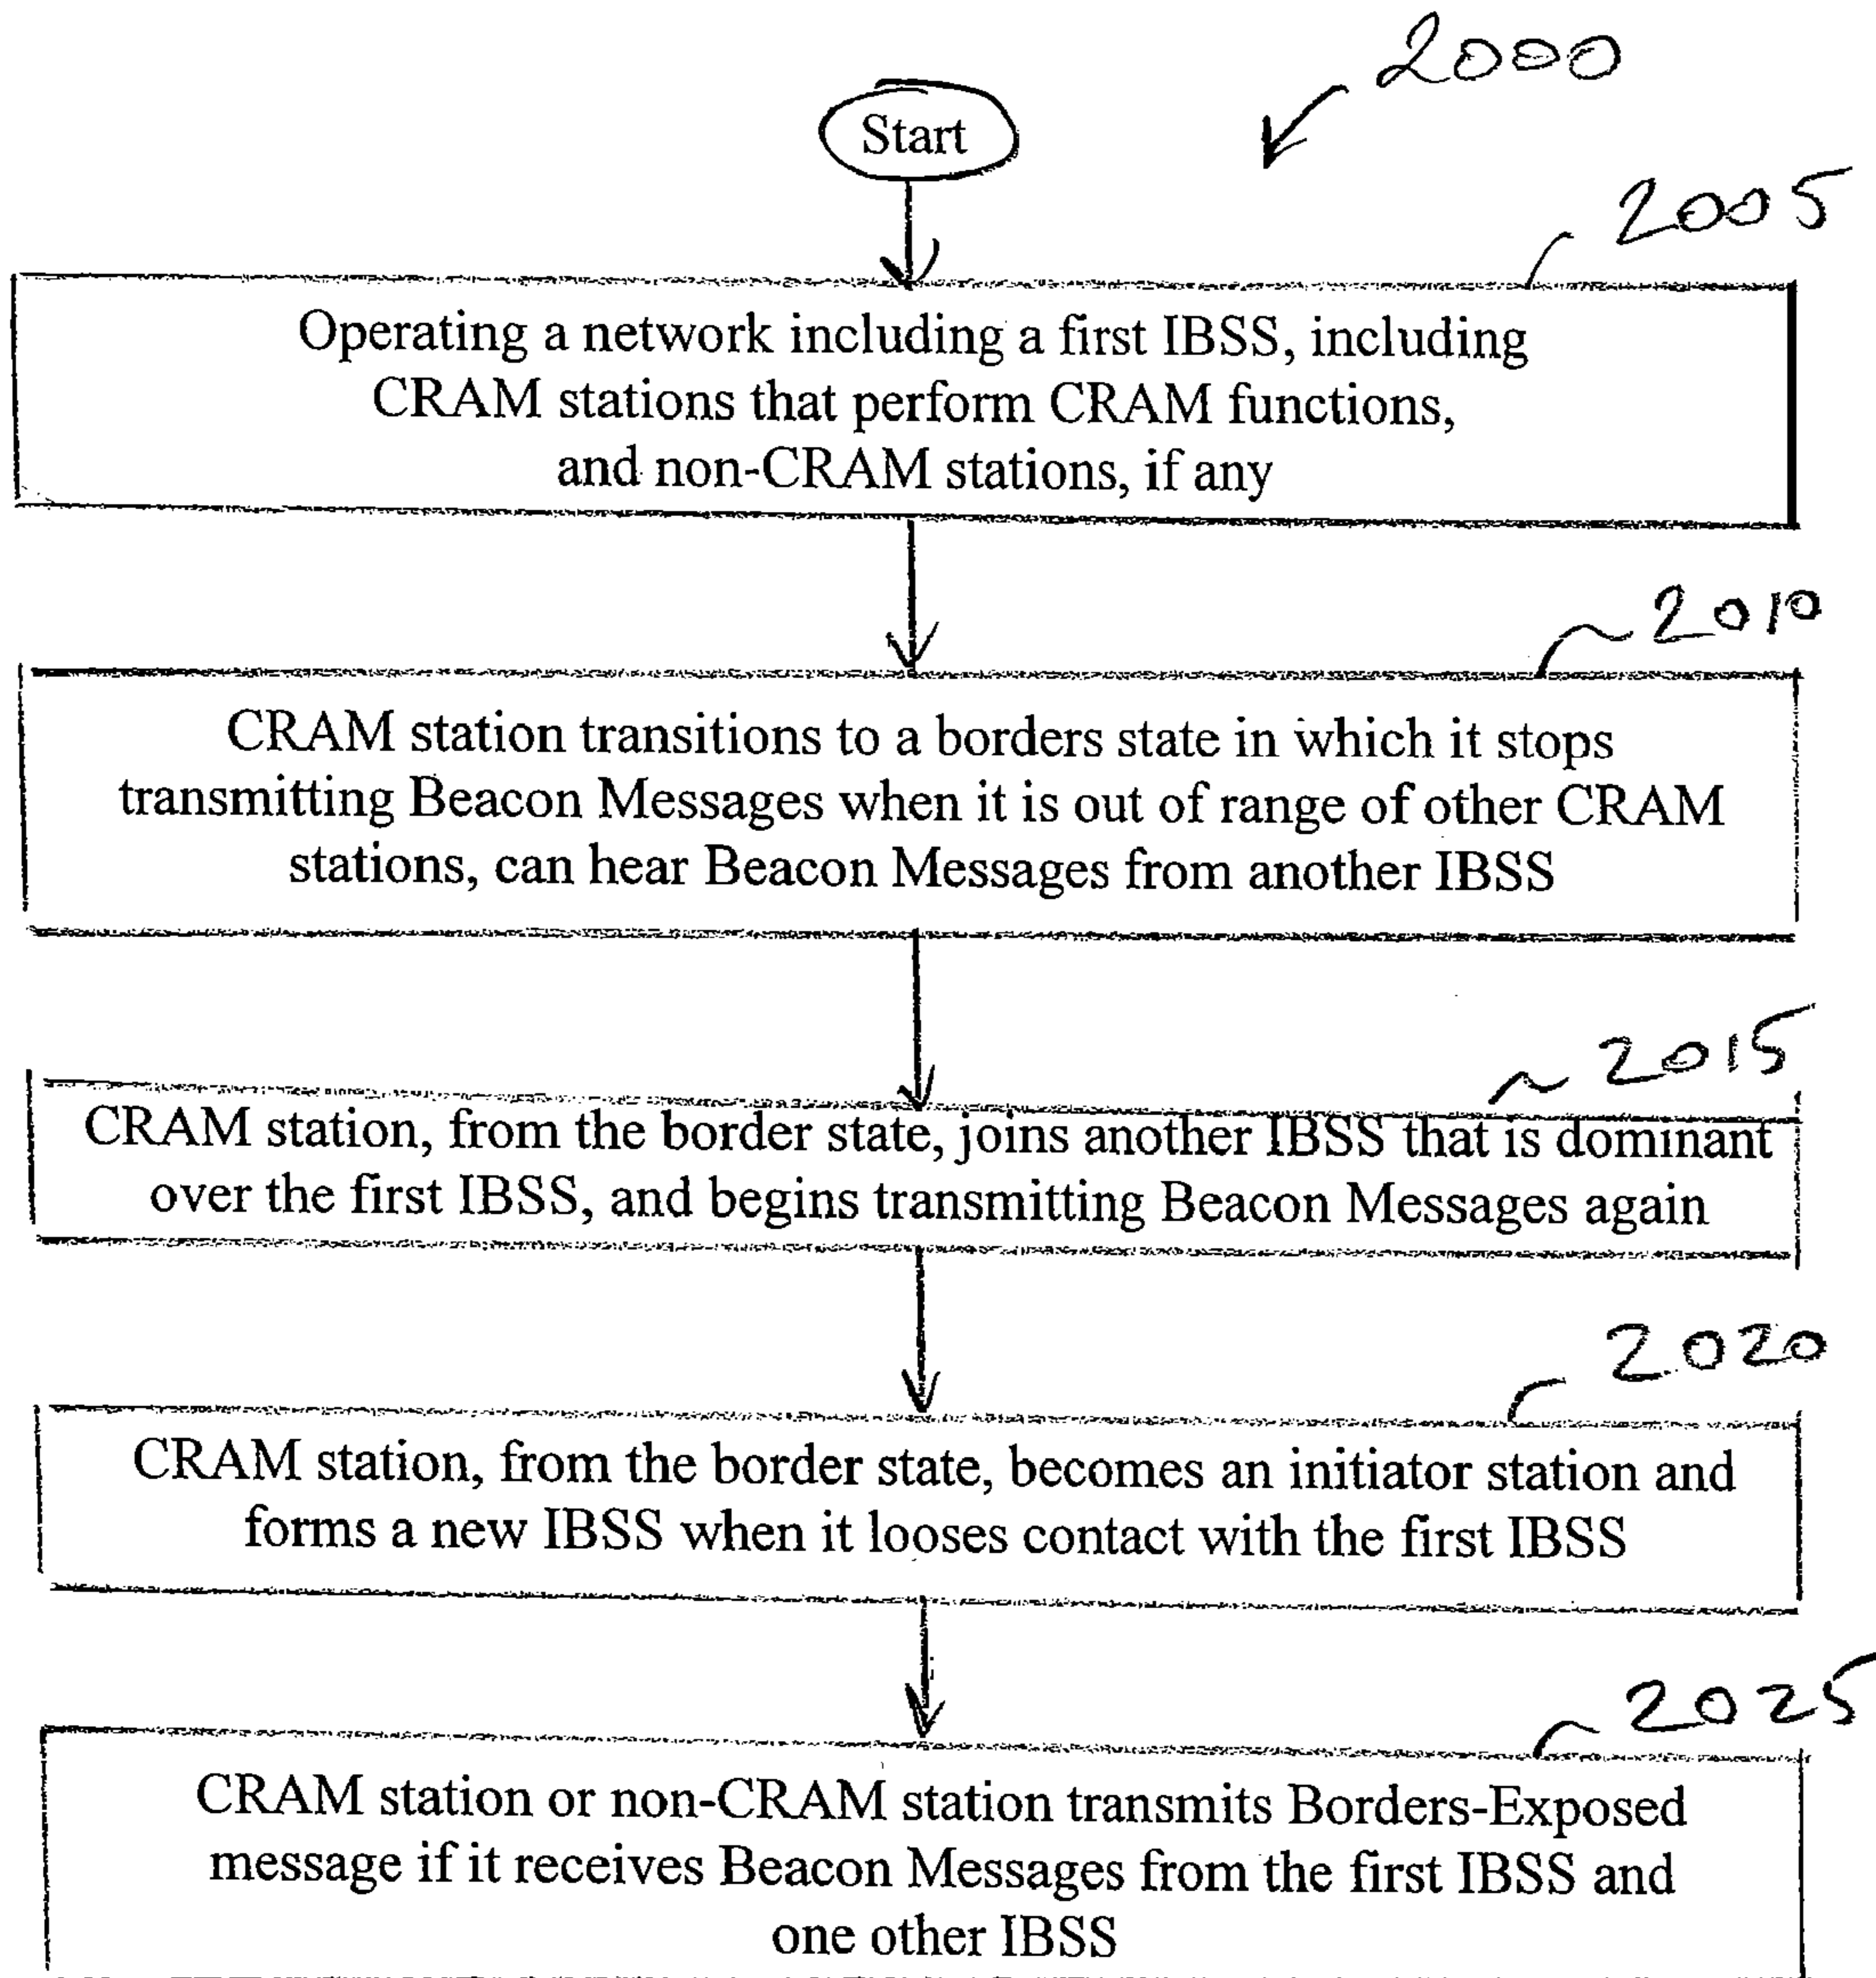 2000
Start
2005
Operating a network including a first IBSS, including
CRAM stations that perform CRAM functions,
and non-CRAM stations, if any
2010
CRAM station transitions to a borders state in which it stops
transmitting Beacon Messages when it is out of range of other CRAM
stations, can hear Beacon Messages from another IBSS
2015
CRAM station, from the border state, joins another IBSS that is dominant
over the first IBSS, and begins transmitting Beacon Messages again
2020
CRAM station, from the border state, becomes an initiator station and
forms a new IBSS when it looses contact with the first IBSS
2025
CRAM station or non-CRAM station transmits Borders-Exposed
message if it receives Beacon Messages from the first IBSS and
one other IBSS